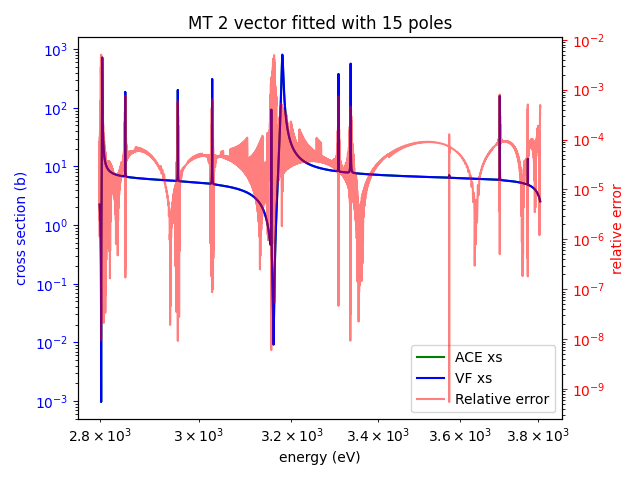 MT 2 vector fitted with 15 poles
cross section (b)
10³
10²
10¹
10⁰
10⁻¹
10⁻²
10⁻³
10⁻²
10⁻³
10⁻⁴
10⁻⁵
10⁻⁶
10⁻⁷
10⁻⁸
10⁻⁹
relative error
ACE xs
VF xs
Relative error
2.8 × 10³ 3 × 10³ 3.2 × 10³ 3.4 × 10³ 3.6 × 10³ 3.8 × 10³
energy (eV)